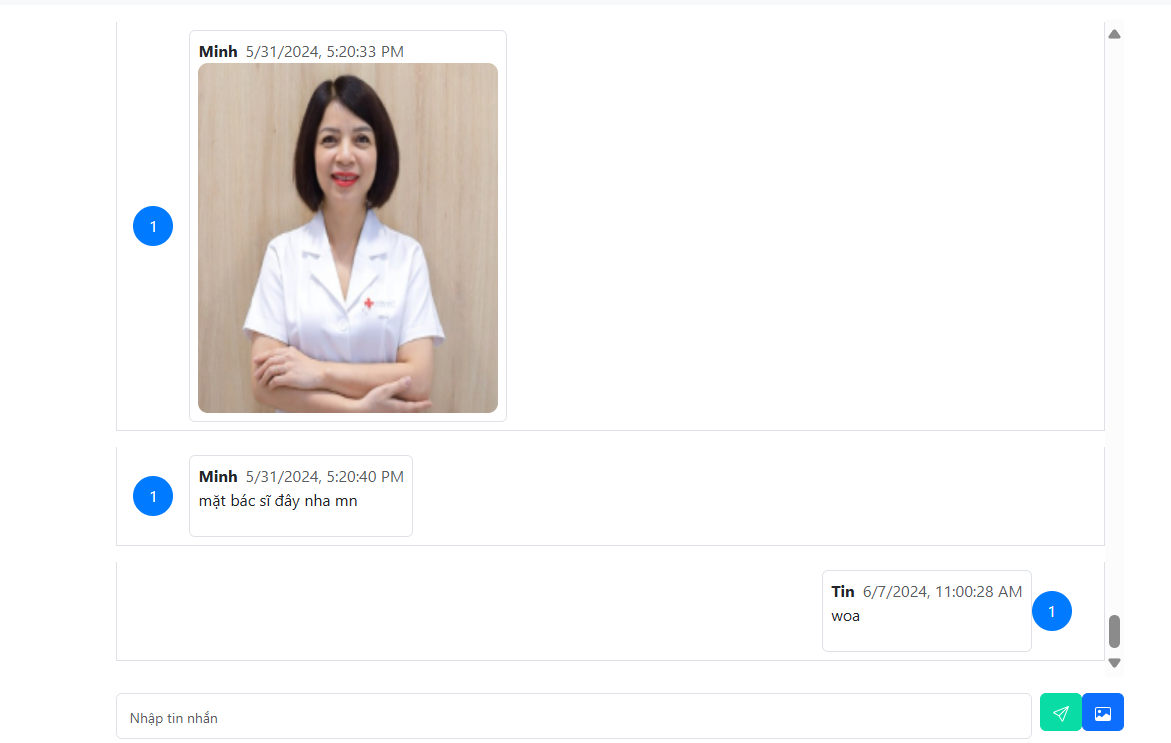 Minh 5/31/2024, 5:20:33 PM
1
Minh 5/31/2024, 5:20:40 PM
1
mặt bác sĩ đây nha mn
Tin 6/7/2024, 11:00:28 AM
1
woa
Nhập tin nhắn